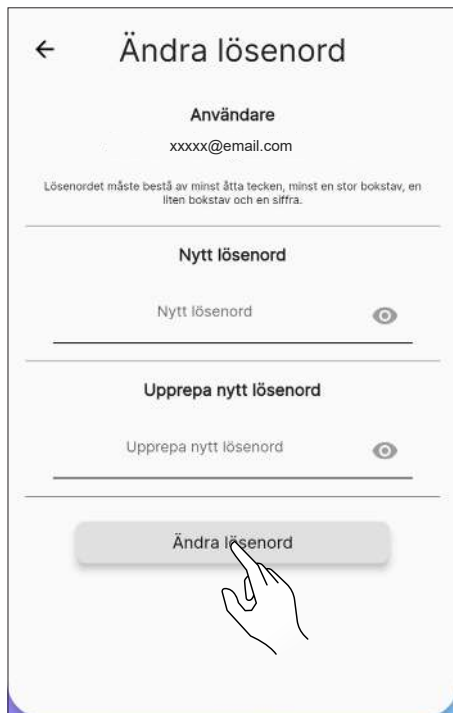 Ändra lösenord
Användare
xxxxx@email.com
Lösenordet måste bestå av minst åtta tecken, minst en stor bokstav, en
liten bokstav och en siffra.
Nytt lösenord
Nytt lösenord
Upprepa nytt lösenord
Upprepa nytt lösenord
Ändra lösenord